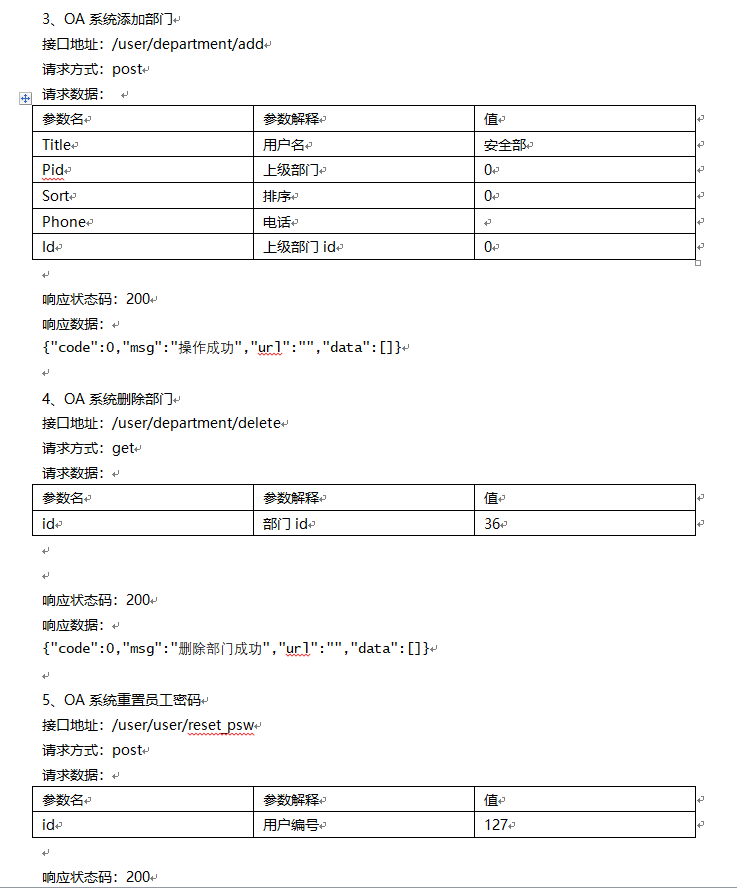 3、OA 系统添加部门
接口地址：/user/department/add
请求方式：post
请求数据：
参数名 参数解释 值
Title 用户名 安全部
Pid 上级部门 0
Sort 排序 0
Phone 电话
Id 上级部门 id 0
响应状态码：200
响应数据：
{"code":0,"msg":"操作成功","url":"","data":[]}
4、OA 系统删除部门
接口地址：/user/department/delete
请求方式：get
请求数据：
参数名 参数解释 值
id 部门 id 36
响应状态码：200
响应数据：
{"code":0,"msg":"删除部门成功","url":"","data":[]}
5、OA 系统重置员工密码
接口地址：/user/user/reset_psw
请求方式：post
请求数据：
参数名 参数解释 值
id 用户编号 127
响应状态码：200